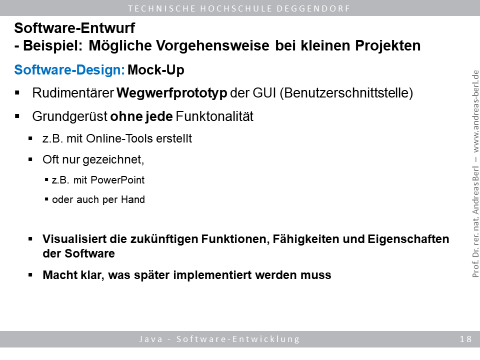 TECHNISCHE HOCHSCHULE DEGGENDORF
Software-Entwurf
- Beispiel: Mögliche Vorgehensweise bei kleinen Projekten
Software-Design: Mock-Up
▪ Rudimentärer Wegwerfprototyp der GUI (Benutzerschnittstelle)
▪ Grundgerüst ohne jede Funktonalität
▪ z.B. mit Online-Tools erstellt
▪ Oft nur gezeichnet,
▪ z.B. mit PowerPoint
▪ oder auch per Hand
▪ Visualisiert die zukünftigen Funktionen, Fähigkeiten und Eigenschaften
der Software
▪ Macht klar, was später implementiert werden muss
Prof. Dr. rer. nat. Andreas Berl – www.andreas-berl.de
Java - Software-Entwicklung
18